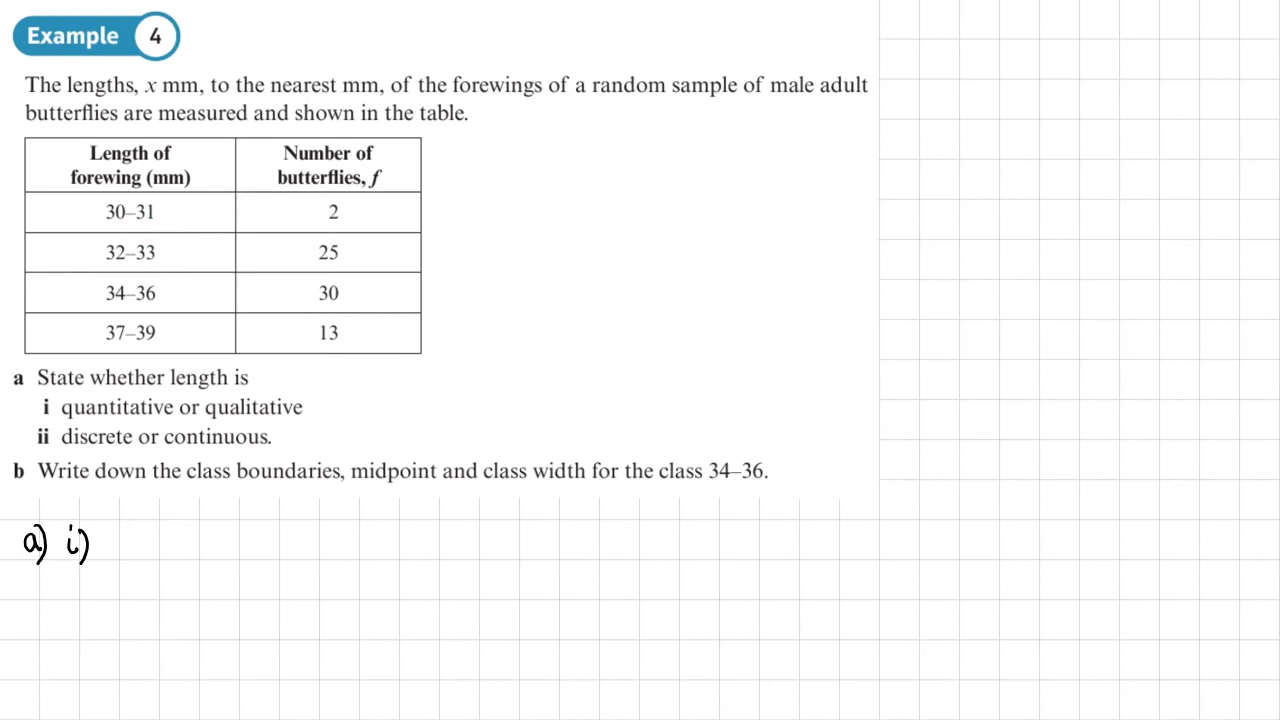 Example 4
The lengths, x mm, to the nearest mm, of the forewings of a random sample of male adult
butterflies are measured and shown in the table.
Length of forewing (mm) Number of butterflies, f
30–31 2
32–33 25
34–36 30
37–39 13
a State whether length is
i quantitative or qualitative
ii discrete or continuous.
b Write down the class boundaries, midpoint and class width for the class 34–36.
a) i)